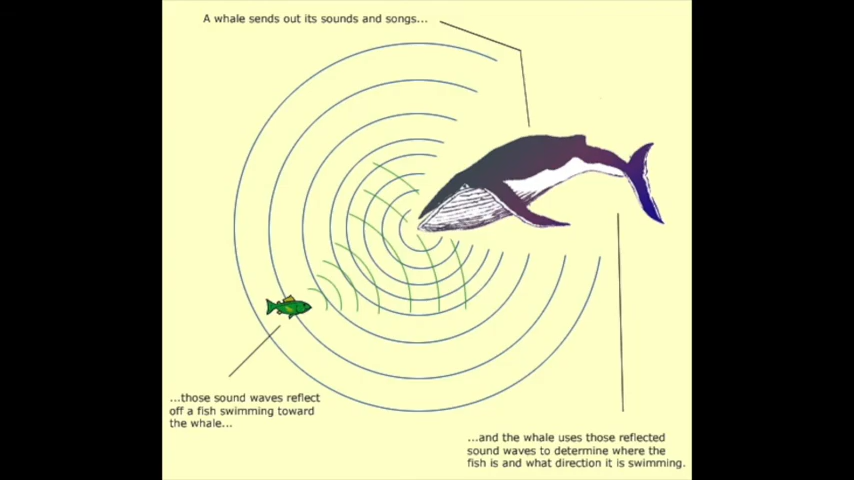 A whale sends out its sounds and songs...
...those sound waves reflect
off a fish swimming toward
the whale...
...and the whale uses those reflected
sound waves to determine where the
fish is and what direction it is swimming.